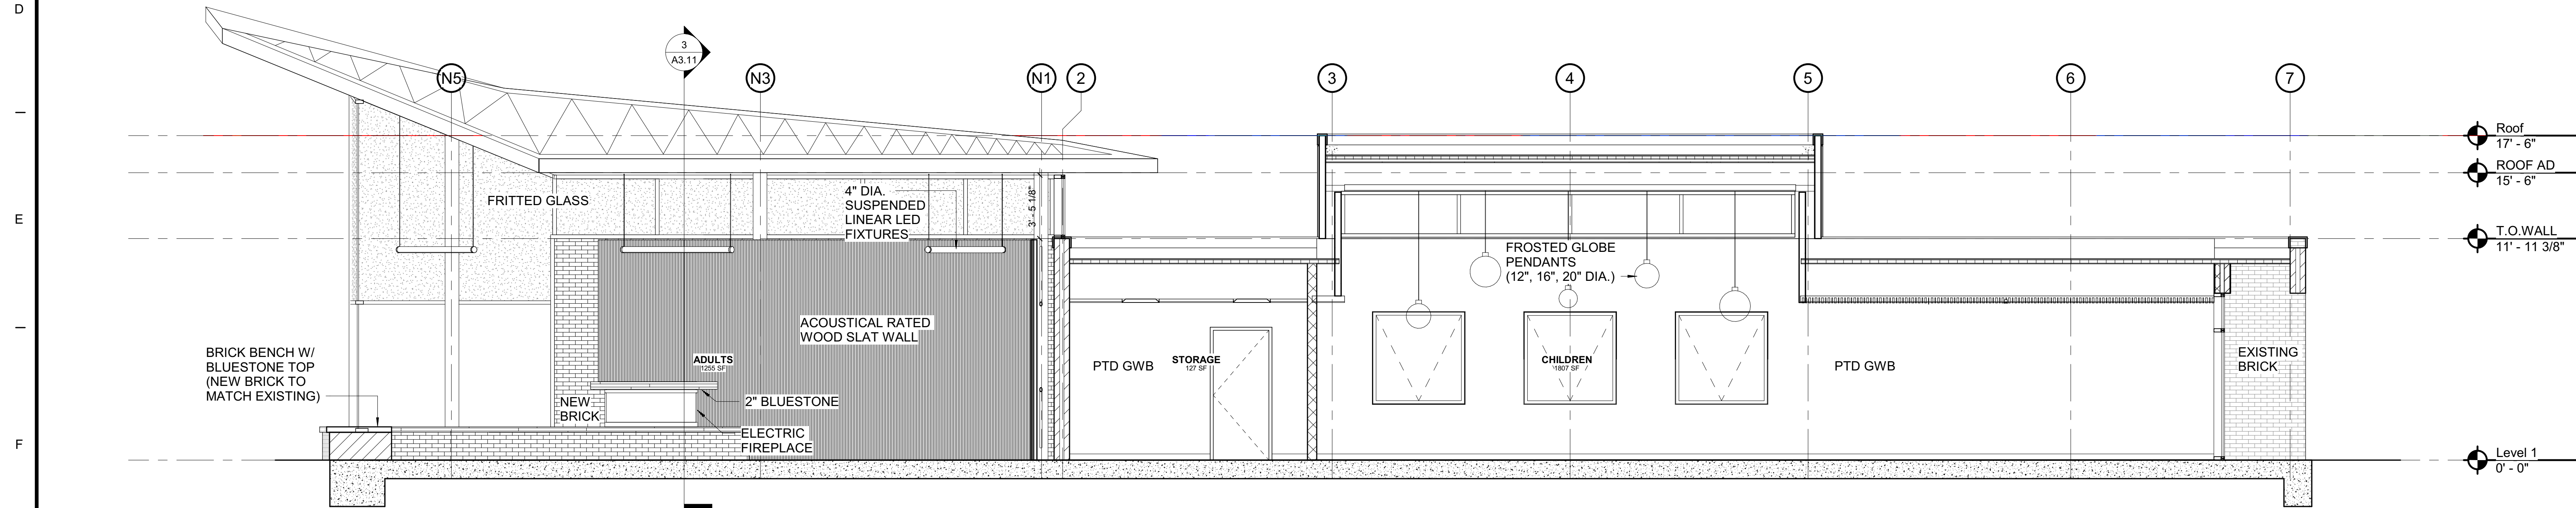 D
3
A3.11
N5
N3
N1
2
3
4
5
6
7
Roof
17' - 6"
ROOF AD
15' - 6"
E
FRITTED GLASS
4" DIA.
SUSPENDED
LINEAR LED
FIXTURES
3' - 5 1/8"
T.O.WALL
11' - 11 3/8"
FROSTED GLOBE
PENDANTS
(12", 16", 20" DIA.)
ACOUSTICAL RATED
WOOD SLAT WALL
BRICK BENCH W/
BLUESTONE TOP
(NEW BRICK TO
MATCH EXISTING)
ADULTS
1255 SF
PTD GWB
STORAGE
127 SF
CHILDREN
1807 SF
PTD GWB
EXISTING
BRICK
NEW
BRICK
2" BLUESTONE
ELECTRIC
FIREPLACE
F
Level 1
0' - 0"